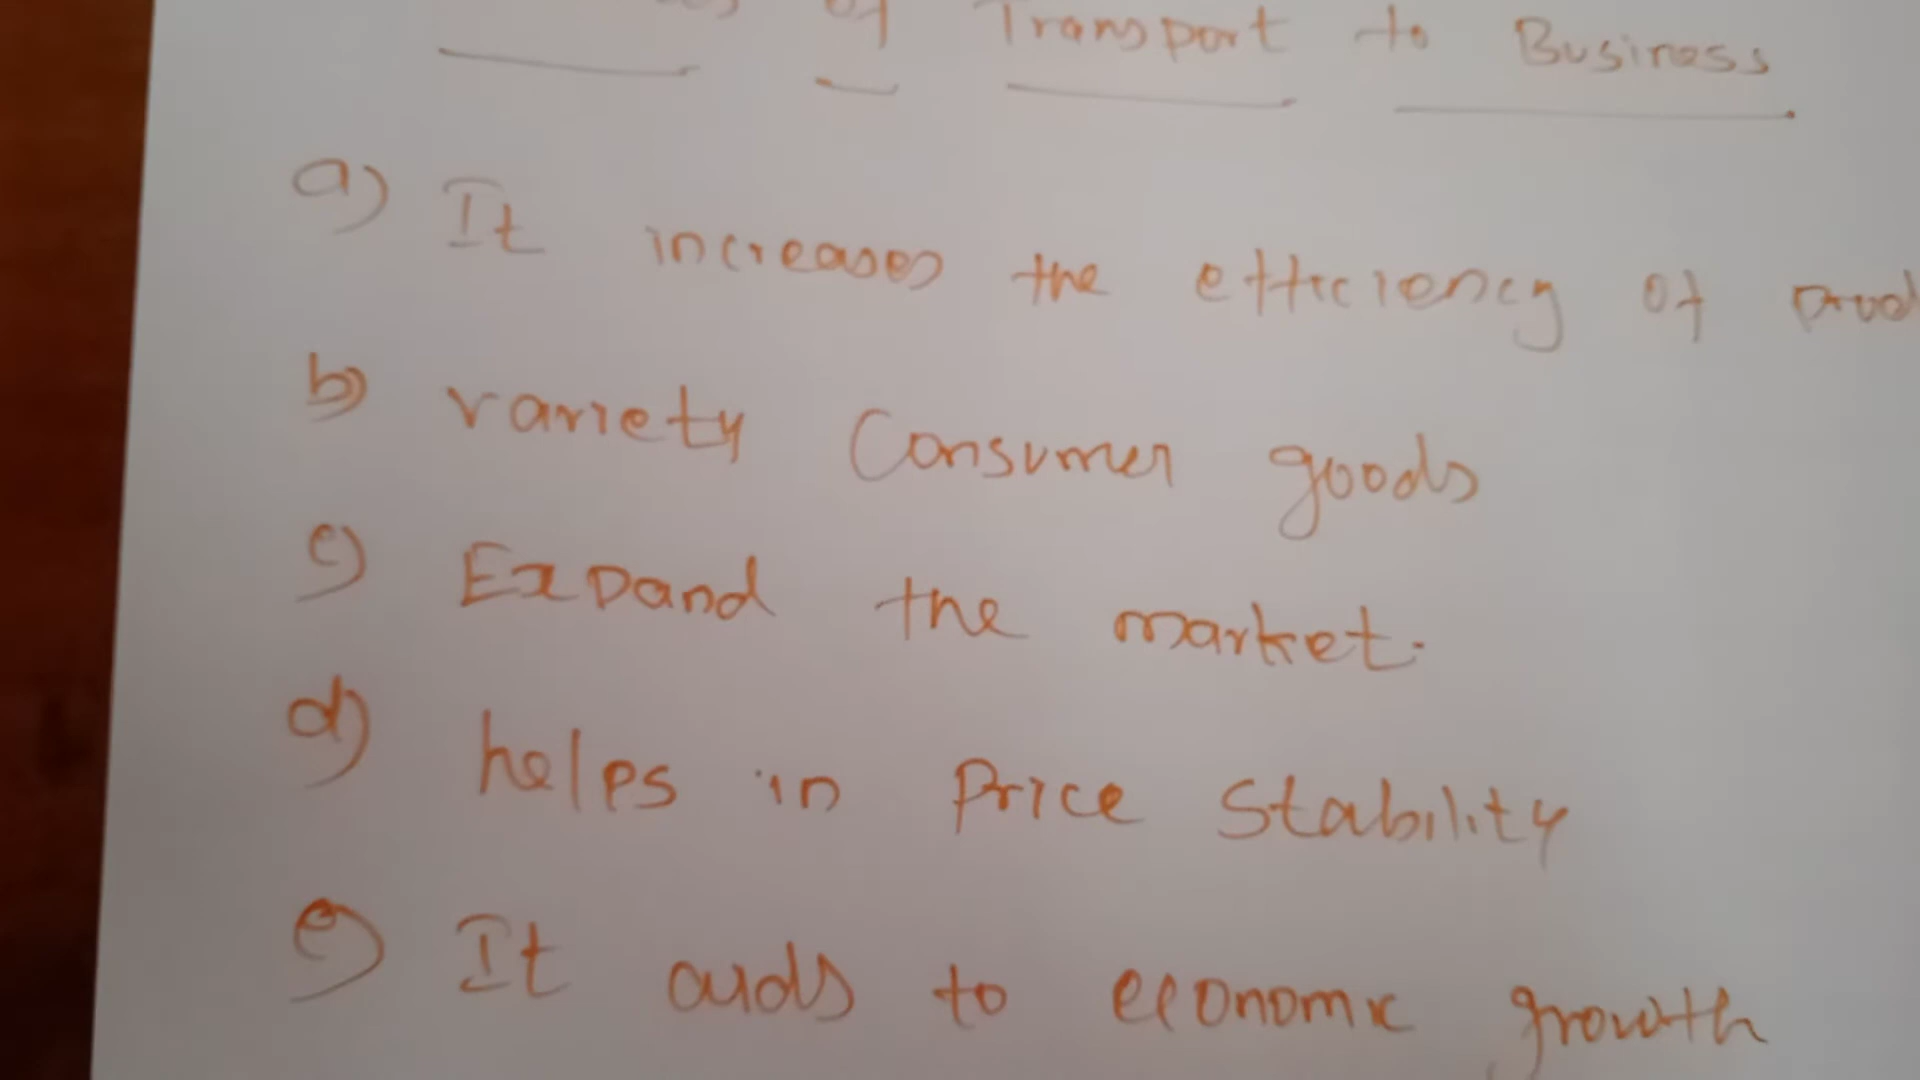 of Transport to Business
a) It increases the efficiency of
b) variety Consumer goods
c) Expand the market.
d) helps in Price Stability
e) It aids to economic growth